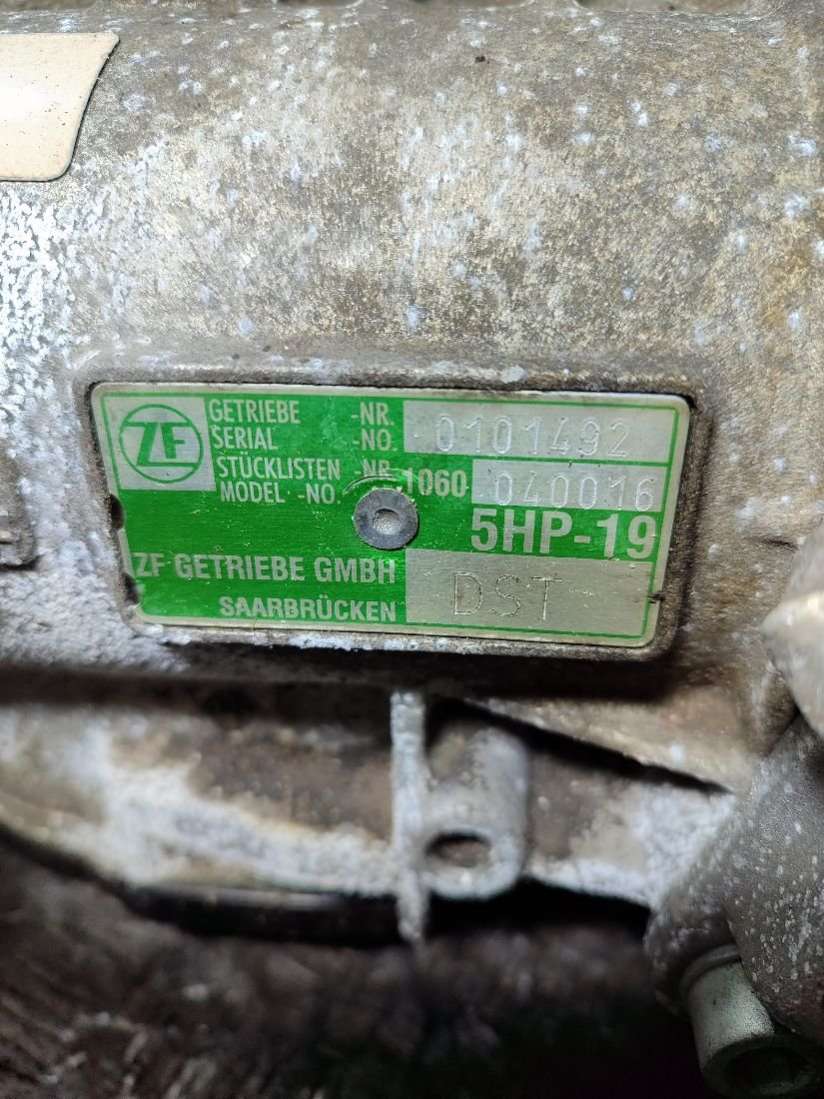 ZF
GETRIEBE -NR.
SERIAL -NO. 0101492
STÜCKLISTEN -NR.
MODEL -NO. 1060 040016
5HP-19
ZF GETRIEBE GMBH
SAARBRÜCKEN DST